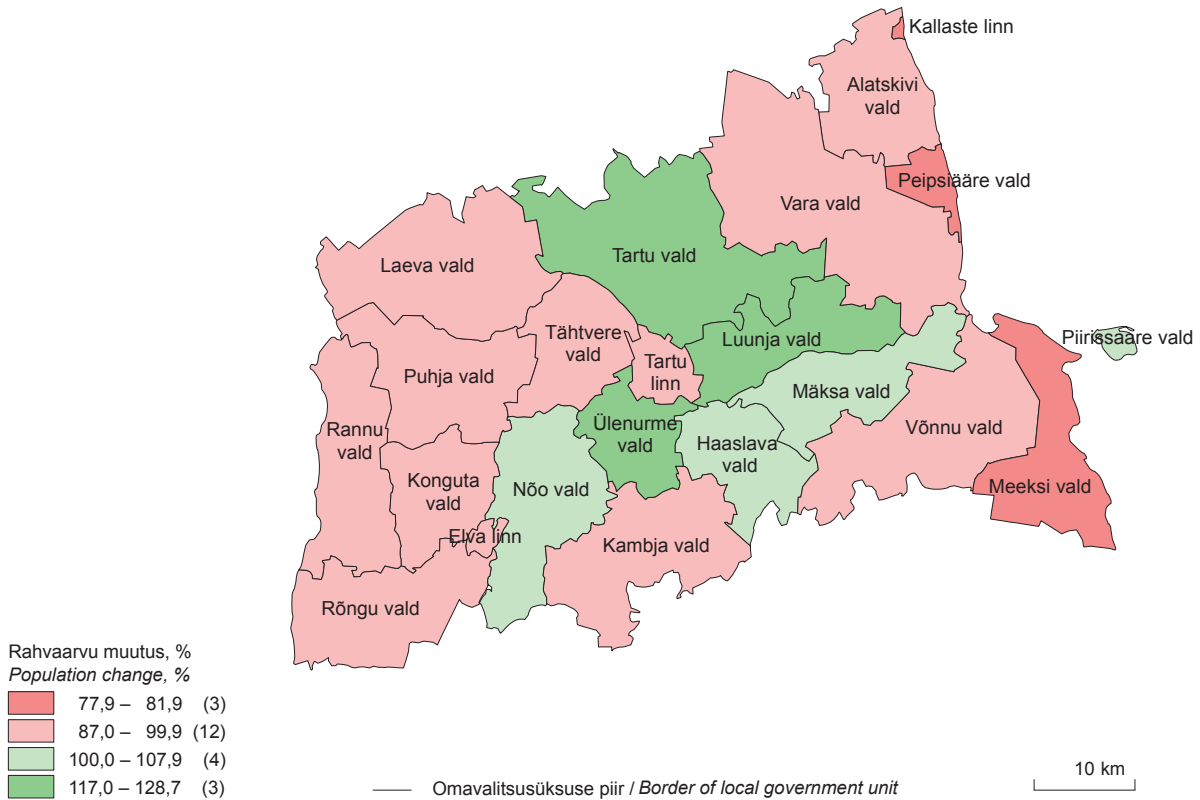 Kallaste linn
Alatskivi
vald
Peipsiääre vald
Vara vald
Tartu vald
Laeva vald
Tähtvere
vald
Luunja vald
Piirissaare vald
Tartu
linn
Puhja vald
Mäksa vald
Rannu
vald
Ülenurme
vald
Haaslava
vald
Võnnu vald
Konguta
vald
Nõo vald
Meeksi vald
Elva linn
Kambja vald
Rõngu vald
Rahvaarvu muutus, %
Population change, %
77,9 – 81,9 (3)
87,0 – 99,9 (12)
100,0 – 107,9 (4)
117,0 – 128,7 (3)
Omavalitsusüksuse piir / Border of local government unit
10 km